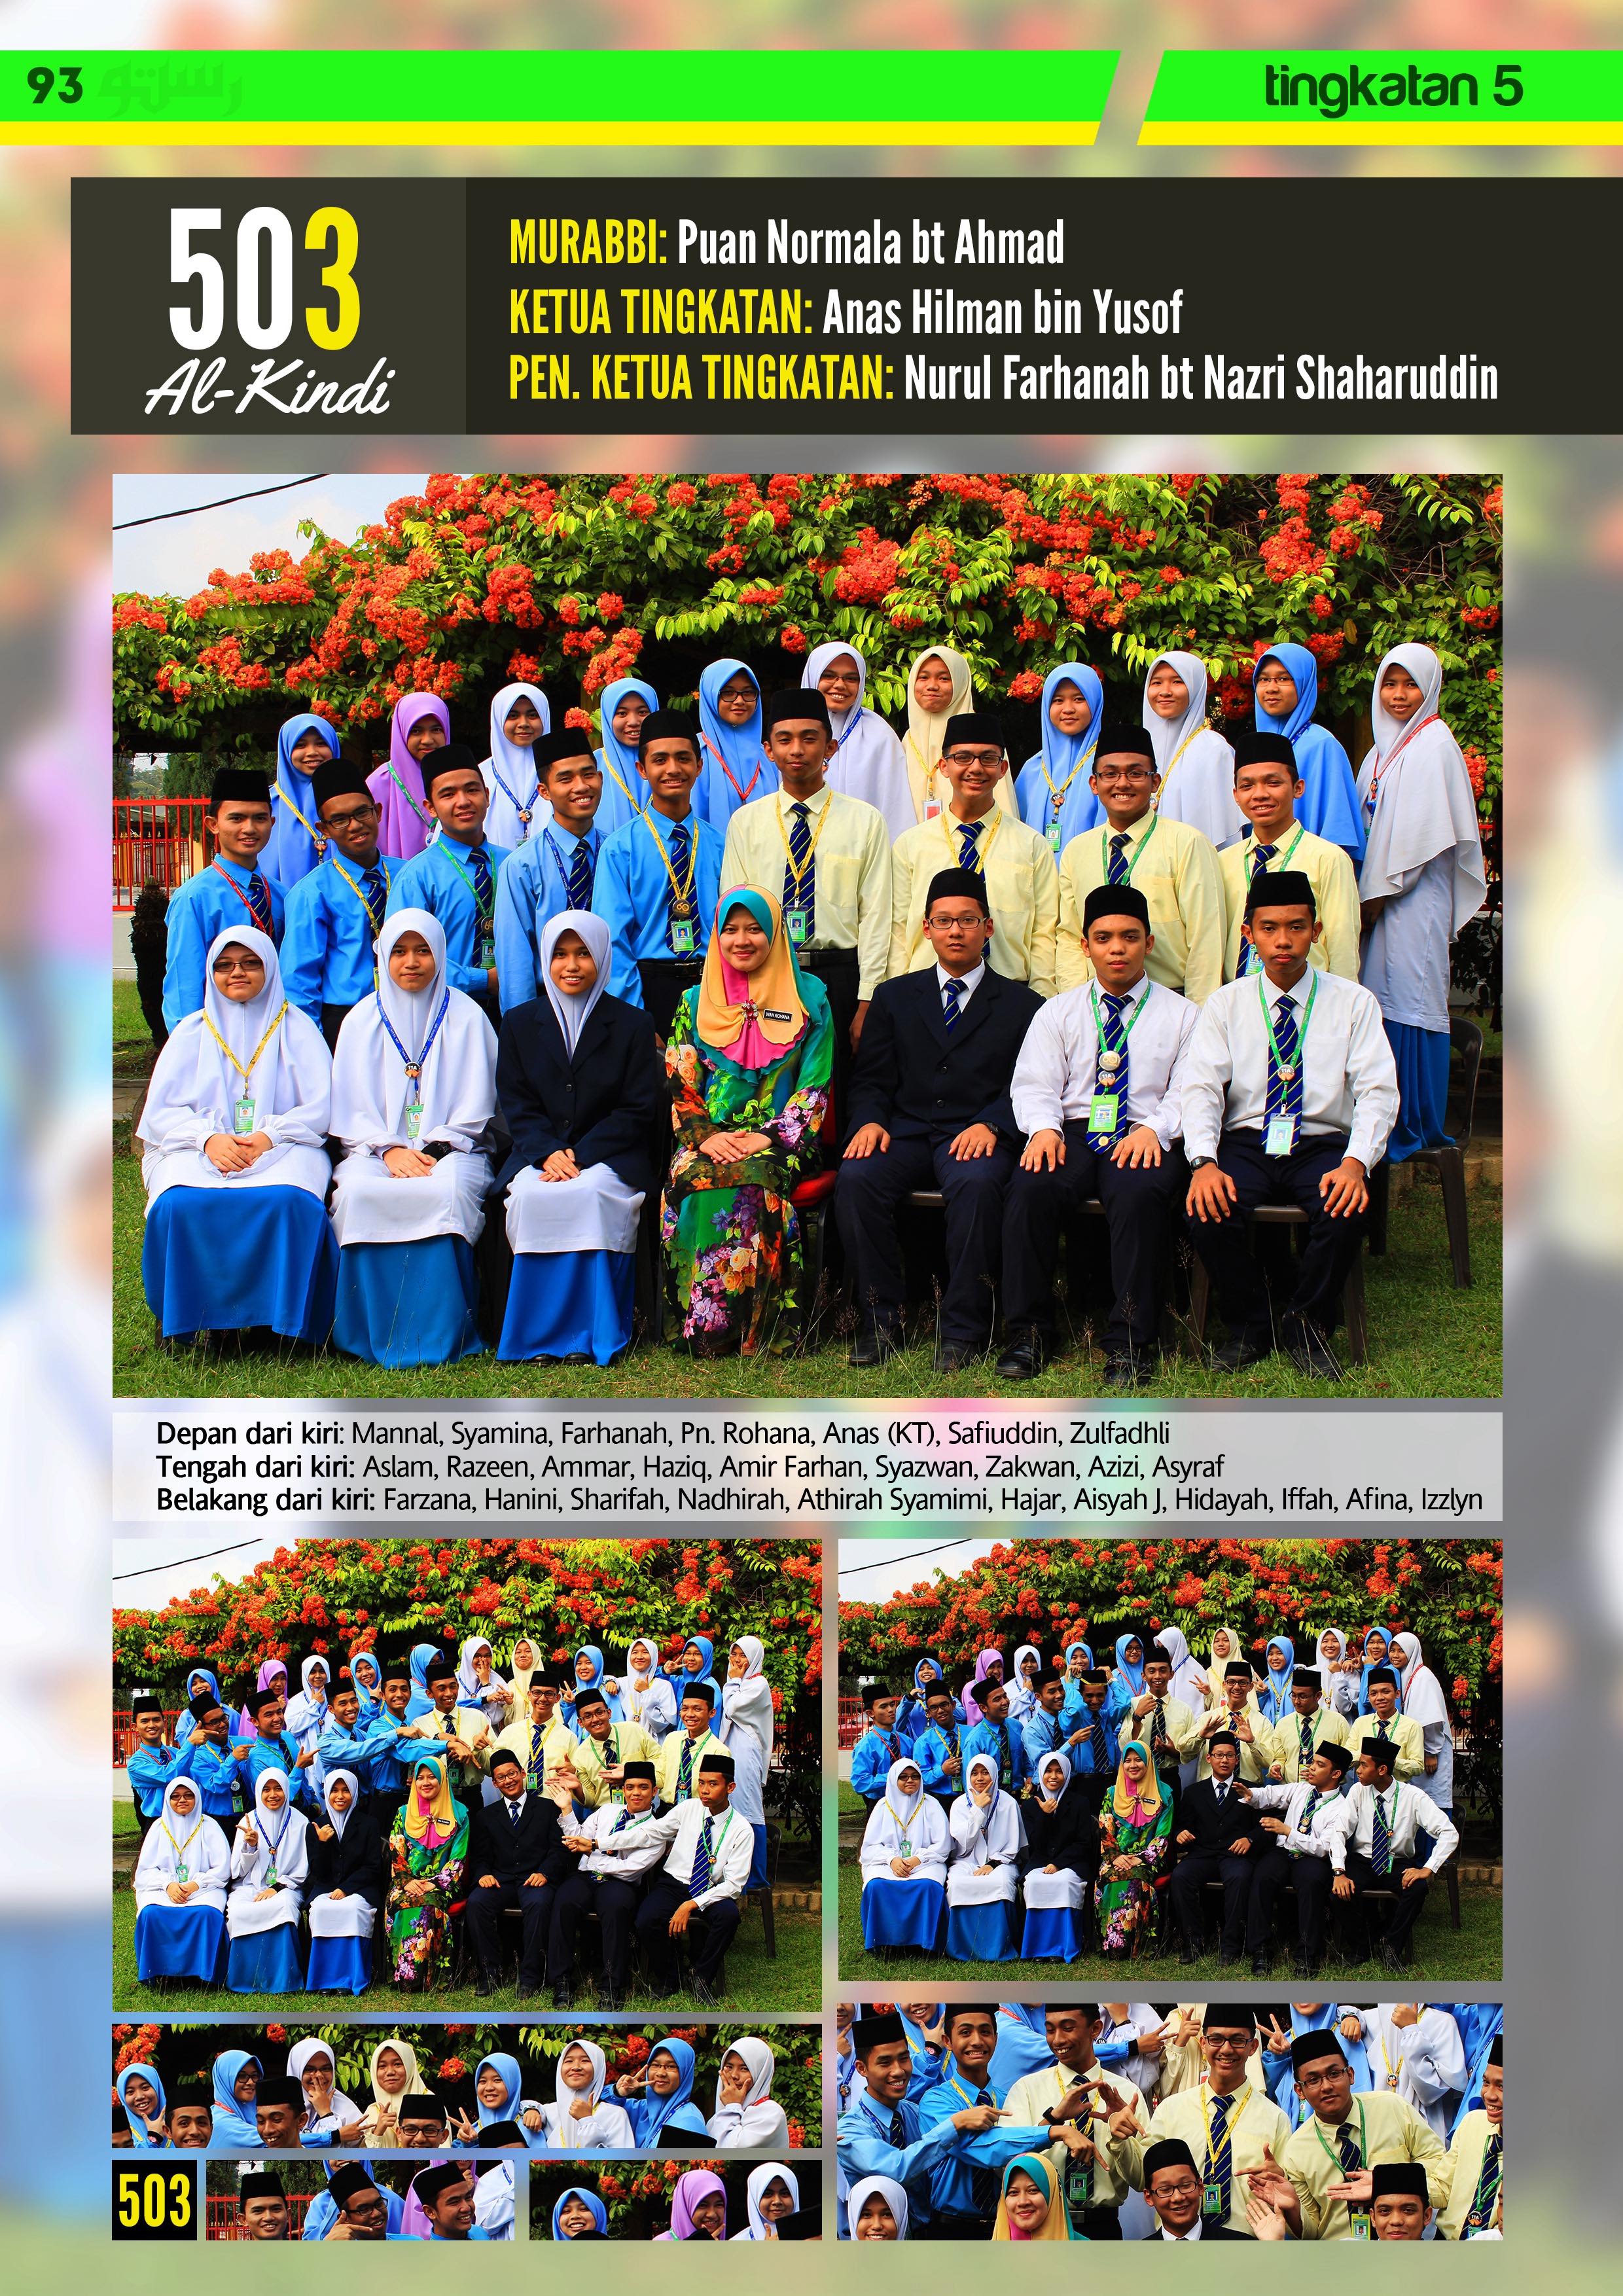 93 رستو
tingkatan 5
503
Al-Kindi
MURABBI: Puan Normala bt Ahmad
KETUA TINGKATAN: Anas Hilman bin Yusof
PEN. KETUA TINGKATAN: Nurul Farhanah bt Nazri Shaharuddin
WAN ROHANA
Depan dari kiri: Mannal, Syamina, Farhanah, Pn. Rohana, Anas (KT), Safiuddin, Zulfadhli
Tengah dari kiri: Aslam, Razeen, Ammar, Haziq, Amir Farhan, Syazwan, Zakwan, Azizi, Asyraf
Belakang dari kiri: Farzana, Hanini, Sharifah, Nadhirah, Athirah Syamimi, Hajar, Aisyah J, Hidayah, Iffah, Afina, Izzlyn
503